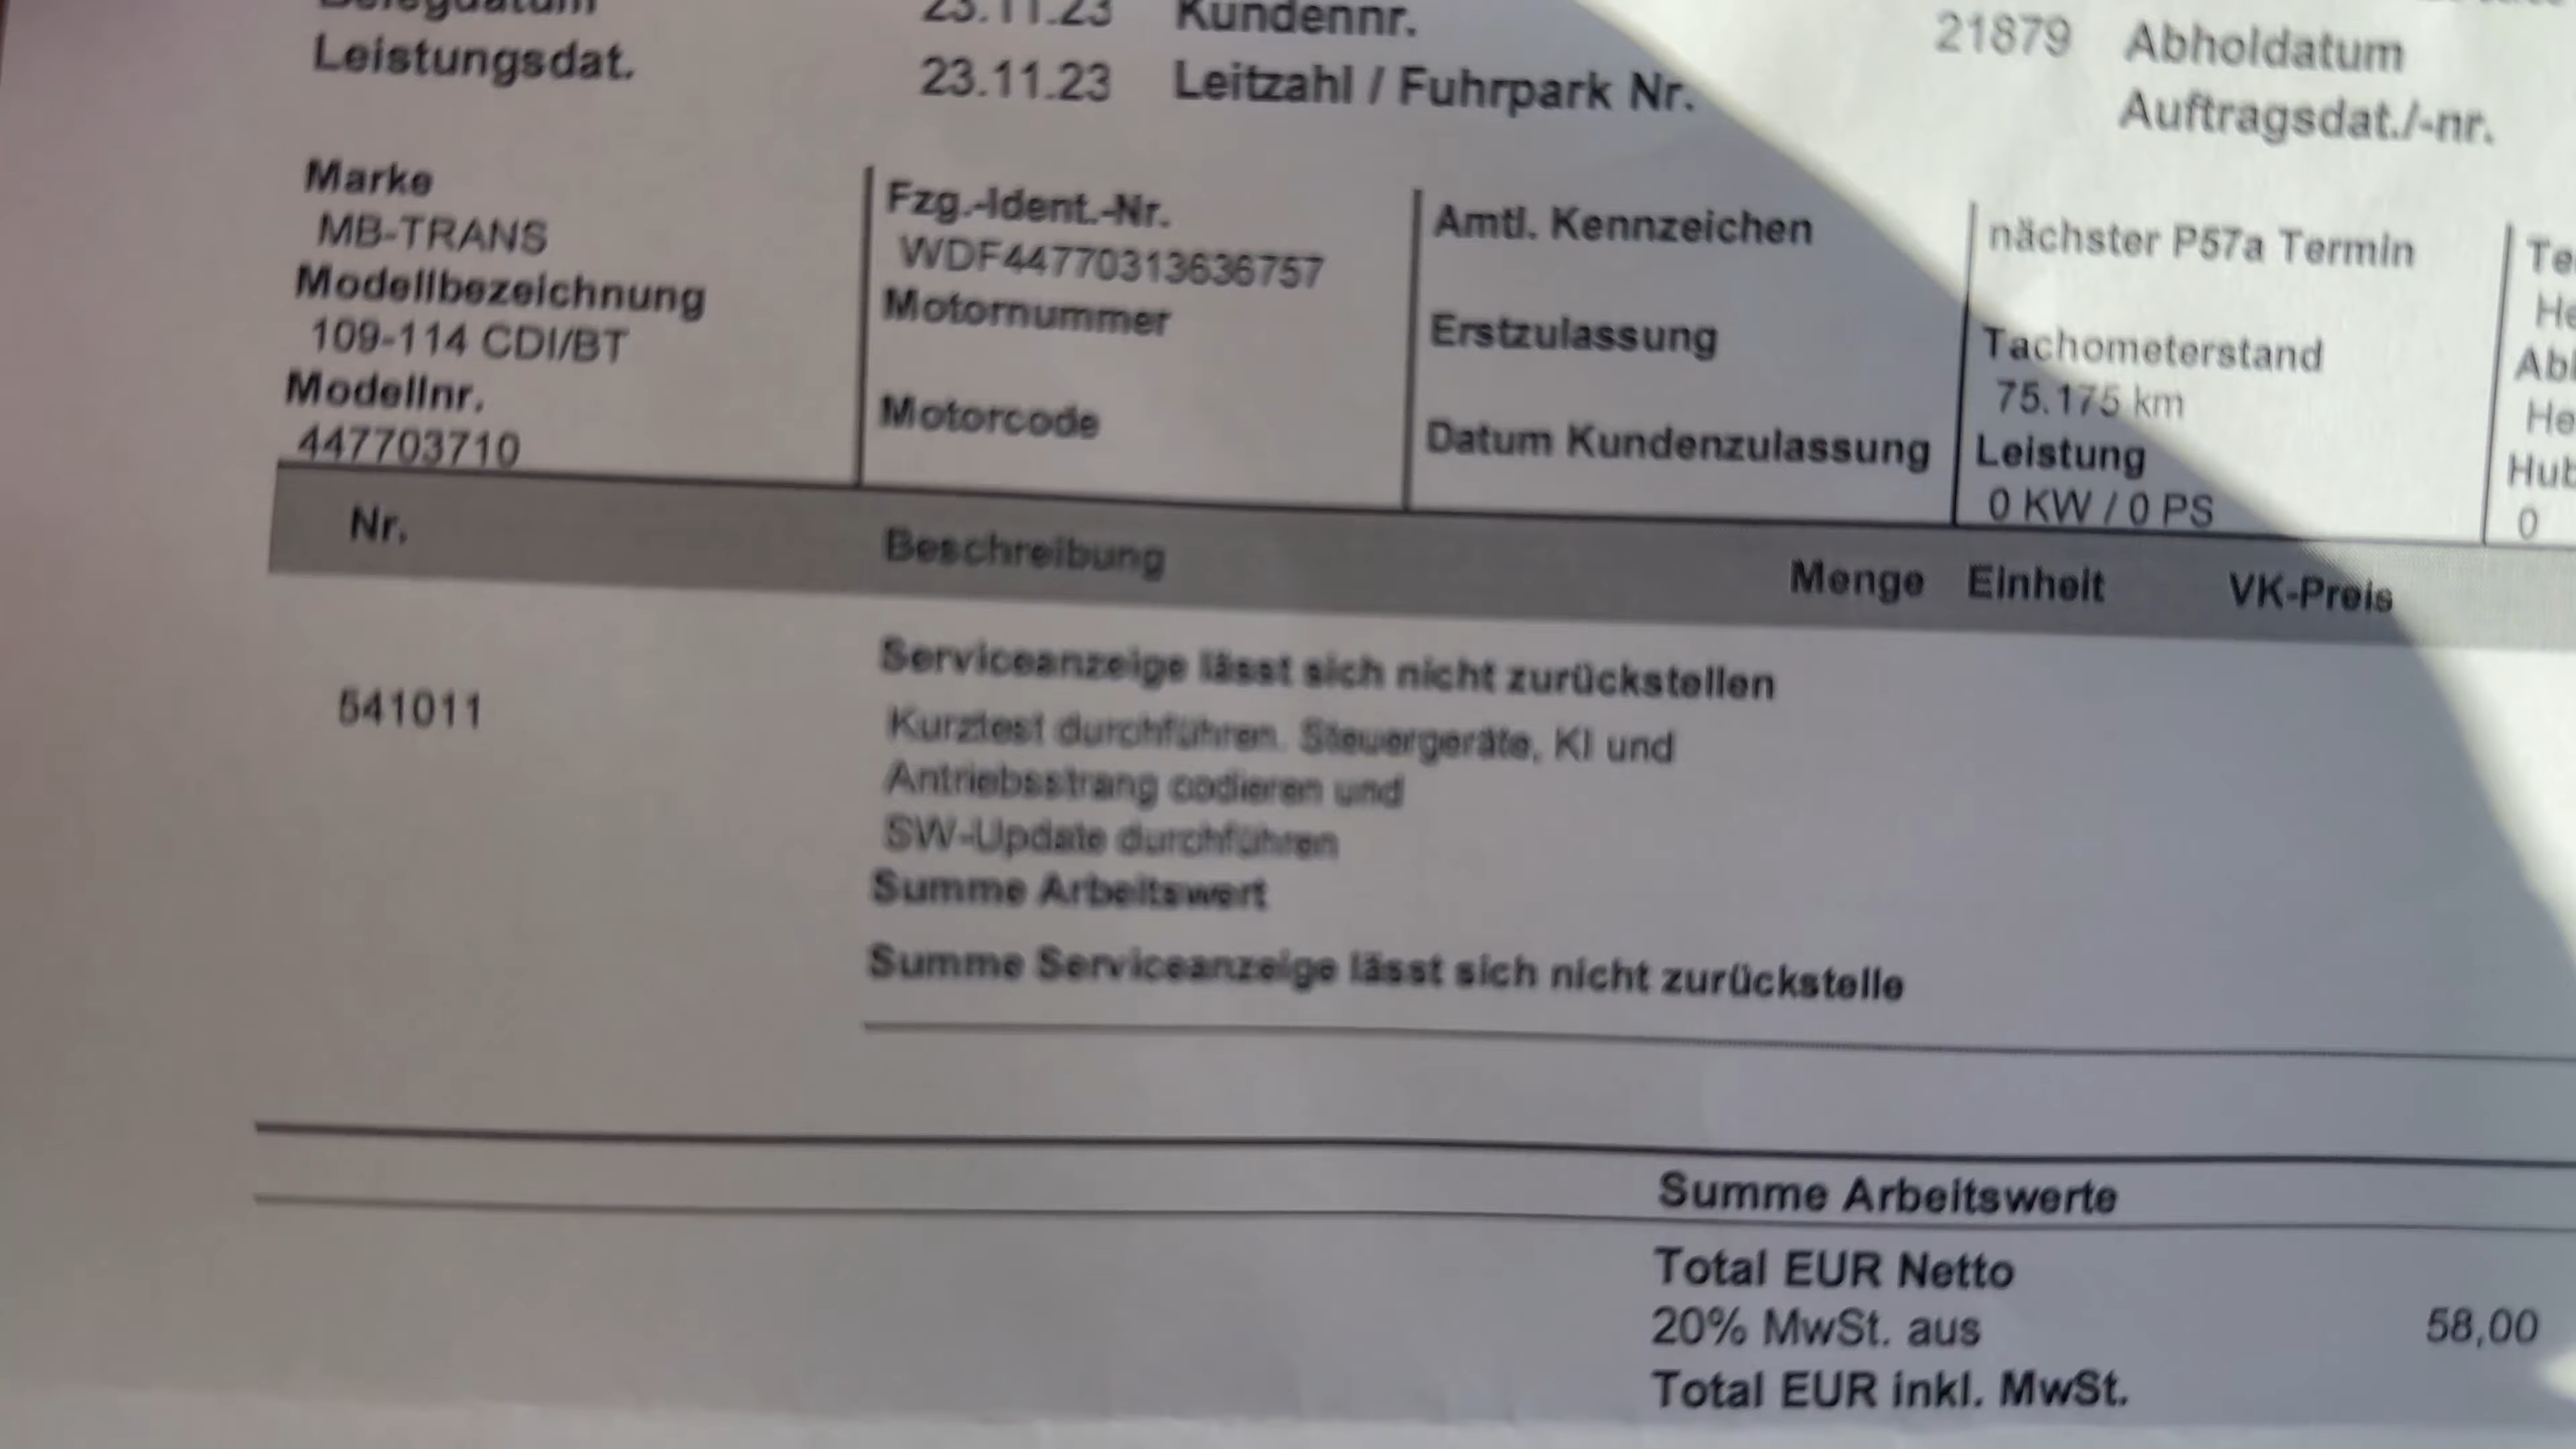 23.11.23 Kundennr.
21879 Abholdatum
Leistungsdat. 23.11.23 Leitzahl / Fuhrpark Nr.
Auftragsdat./-nr.
Marke Fzg.-Ident.-Nr. Amtl. Kennzeichen nächster P57a Termin
MB-TRANS WDF44770313636757
Modellbezeichnung Motornummer Erstzulassung Tachometerstand
109-114 CDI/BT 75.175 km
Modellnr. Motorcode Datum Kundenzulassung Leistung
447703710 0 KW / 0 PS 0
Nr. Beschreibung Menge Einheit VK-Preis
Serviceanzeige lässt sich nicht zurückstellen
541011 Kurztest durchführen. Steuergeräte, KI und
Antriebsstrang codieren und
SW-Update durchführen
Summe Arbeitswert
Summe Serviceanzeige lässt sich nicht zurückstelle
Summe Arbeitswerte
Total EUR Netto
20% MwSt. aus 58,00
Total EUR inkl. MwSt.